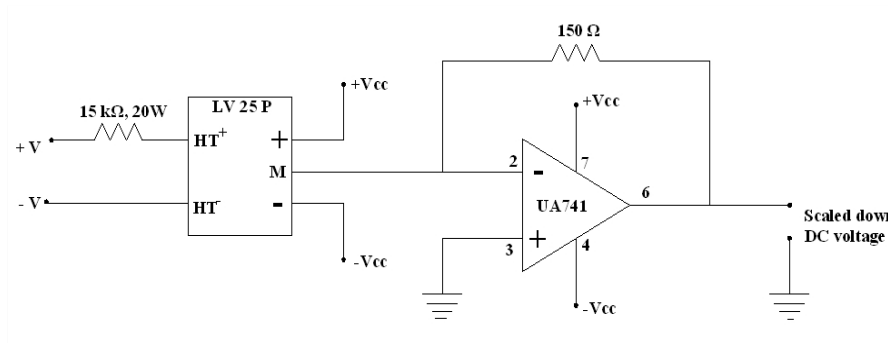 150 Ω
LV 25 P
+Vcc
15 kΩ, 20W
+Vcc
+ V
HT+
+
2
-
7
M
6
- V
HT-
-
UA741
Scaled down
DC voltage
3
+
4
-Vcc
-Vcc